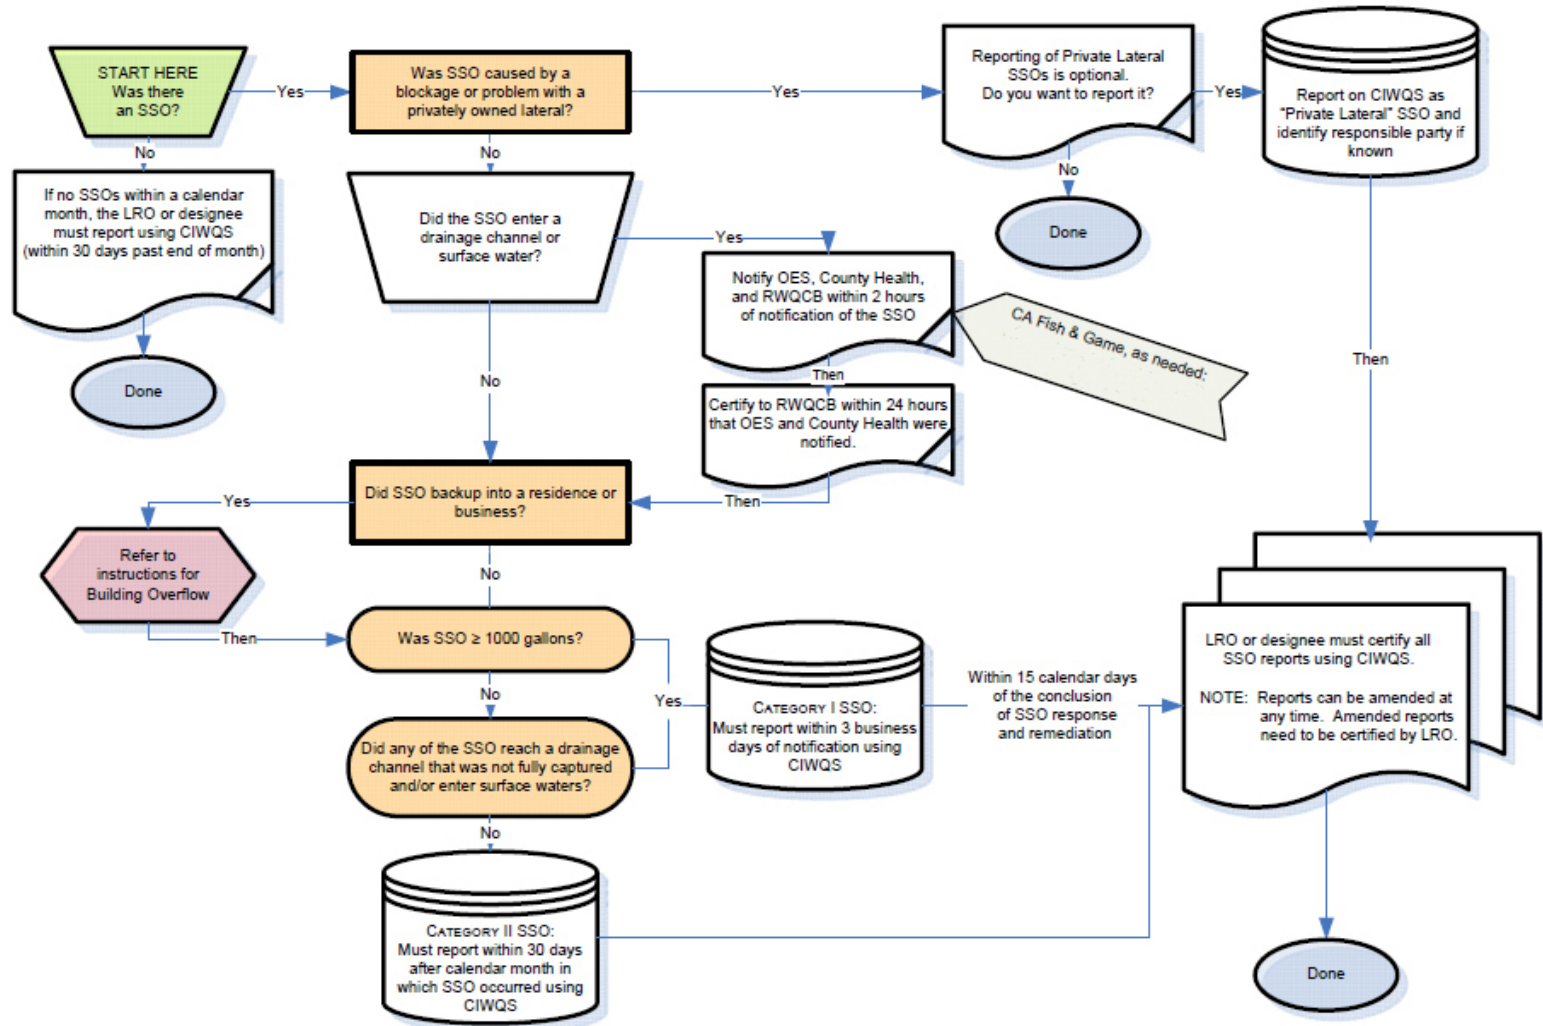 START HERE
Was there
an SSO?
Yes
Was SSO caused by a
blockage or problem with a
privately owned lateral?
Yes
Reporting of Private Lateral
SSOs is optional.
Do you want to report it?
Yes
Report on CIWQS as
“Private Lateral” SSO and
identify responsible party if
known
No
If no SSOs within a calendar
month, the LRO or designee
must report using CIWQS
(within 30 days past end of month)
Done
No
Did the SSO enter a
drainage channel or
surface water?
Yes
No
Done
Notify OES, County Health,
and RWQCB within 2 hours
of notification of the SSO
CA Fish & Game, as needed:
Then
Certify to RWQCB within 24 hours
that OES and County Health were
notified.
Then
No
Then
Did SSO backup into a residence or
business?
Yes
Refer to
instructions for
Building Overflow
Then
No
Was SSO ≥ 1000 gallons?
No
Yes
Did any of the SSO reach a drainage
channel that was not fully captured
and/or enter surface waters?
No
CATEGORY I SSO:
Must report within 3 business
days of notification using
CIWQS
Within 15 calendar days
of the conclusion
of SSO response
and remediation
LRO or designee must certify all
SSO reports using CIWQS.
NOTE: Reports can be amended at
any time. Amended reports
need to be certified by LRO.
CATEGORY II SSO:
Must report within 30 days
after calendar month in
which SSO occurred using
CIWQS
Done